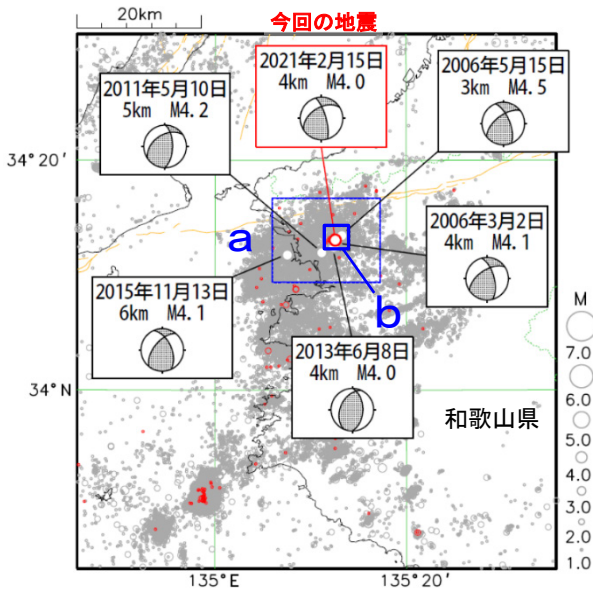 20km
今回の地震
2021年2月15日
4km M4.0
2011年5月10日
5km M4.2
2006年5月15日
3km M4.5
34°20′
a
2006年3月2日
4km M4.1
b
2015年11月13日
6km M4.1
2013年6月8日
4km M4.0
M
7.0
6.0
5.0
4.0
3.0
2.0
1.0
34°N
和歌山県
135°E
135°20′